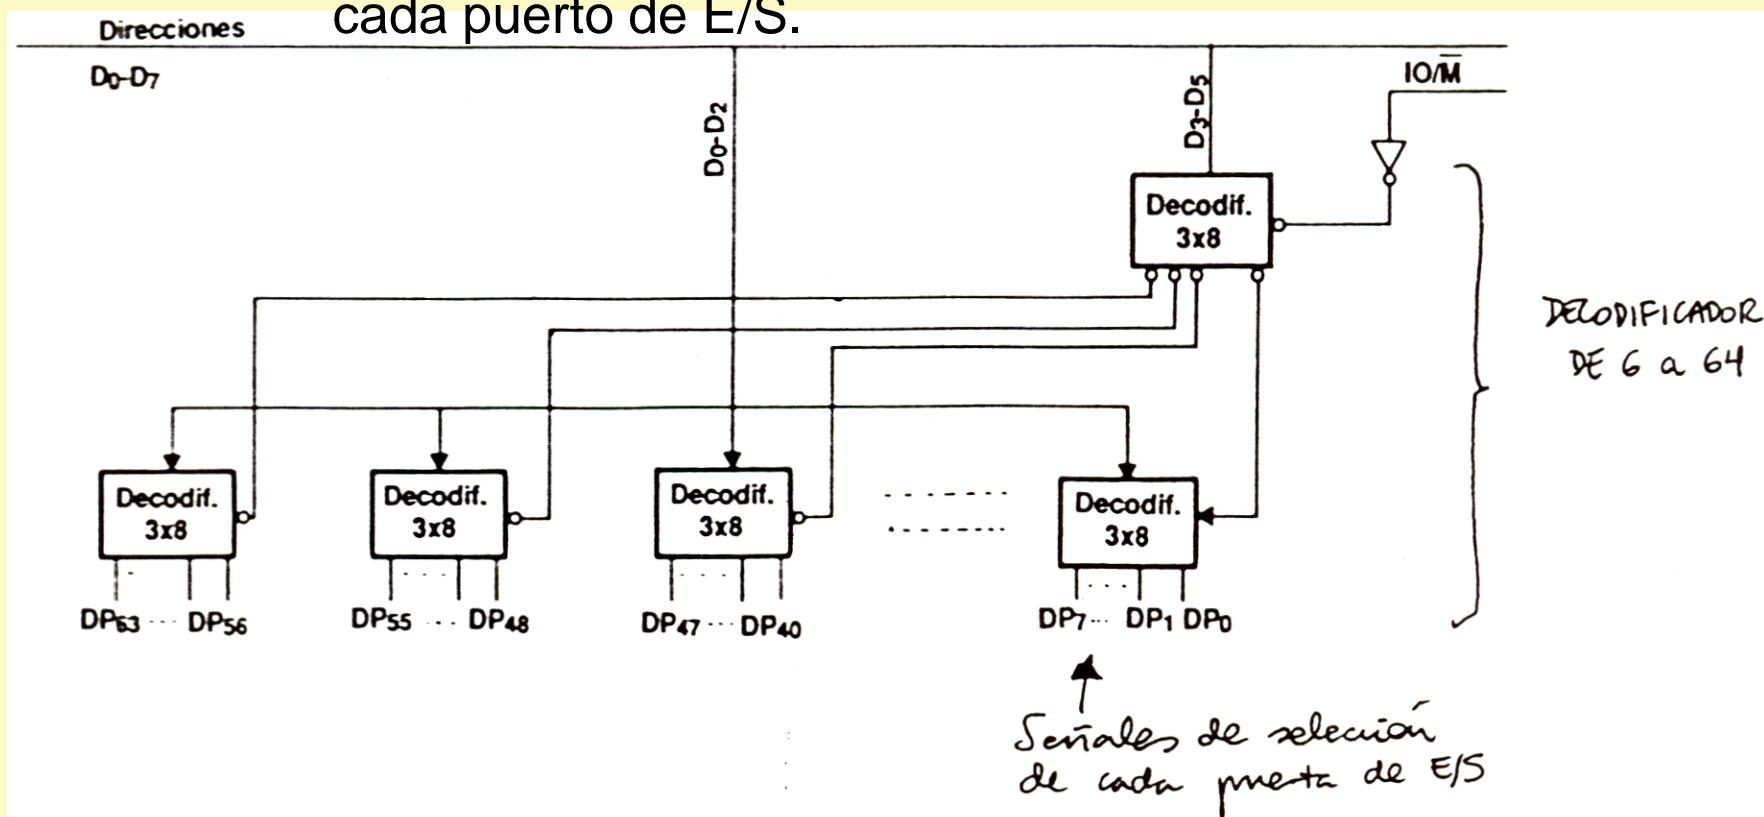 cada puerto de E/S.
Direcciones
D0-D7
IO/M̅
D0-D2
D3-D5
Decodif.
3x8
DECODIFICADOR
DE 6 a 64
Decodif.
3x8
Decodif.
3x8
Decodif.
3x8
Decodif.
3x8
DP63 ··· DP56
DP55 ··· DP48
DP47 ··· DP40
DP7 ··· DP1 DP0
Señales de selección
de cada puerta de E/S